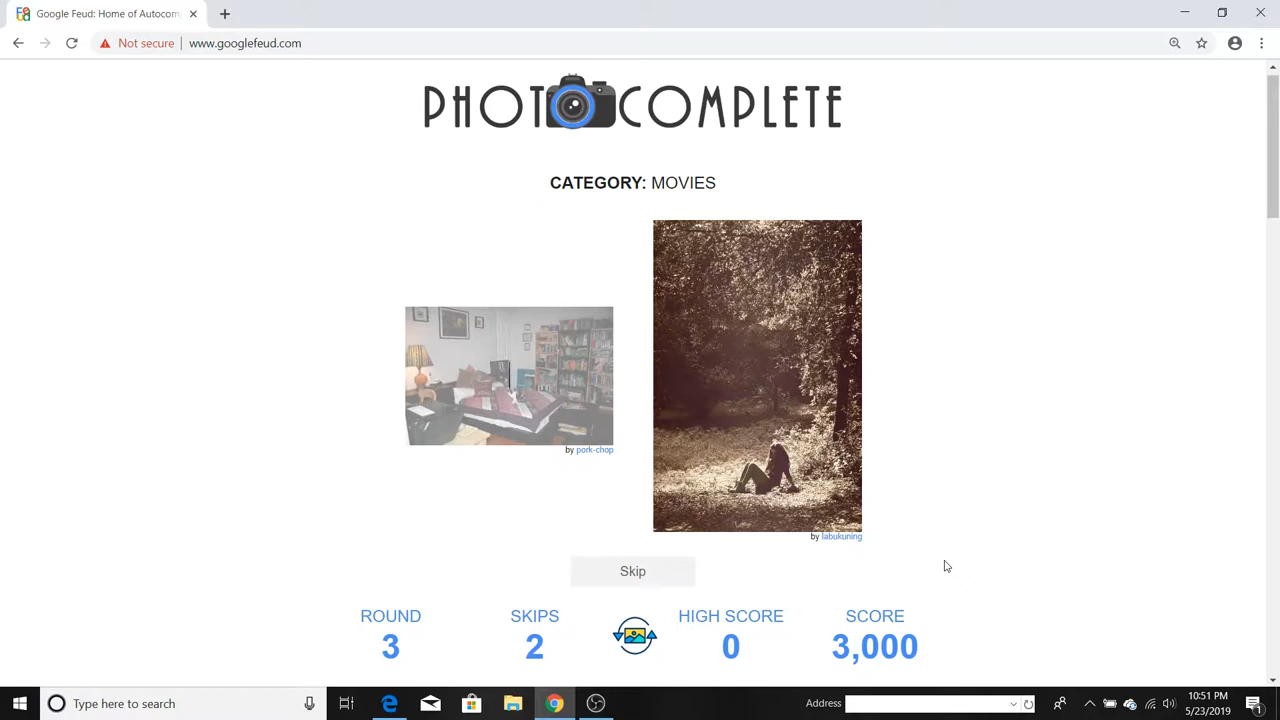 Google Feud: Home of Autocom
Not secure www.googlefeud.com
PHOTOCOMPLETE
CATEGORY: MOVIES
by pork-chop
by labukuning
Skip
ROUND SKIPS HIGH SCORE SCORE
3 2 0 3,000
Type here to search
Address
10:51 PM
5/23/2019
1